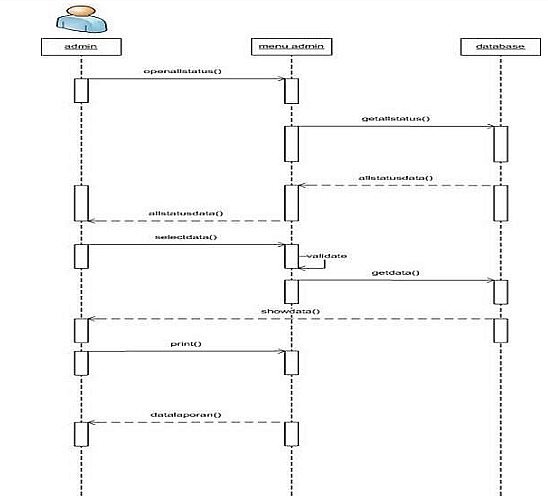 admin
menu admin
database
openallstatus()
getallstatus()
allstatusdata()
allstatusdata()
selectdata()
validate
getdata()
showdata()
print()
datalaporan()